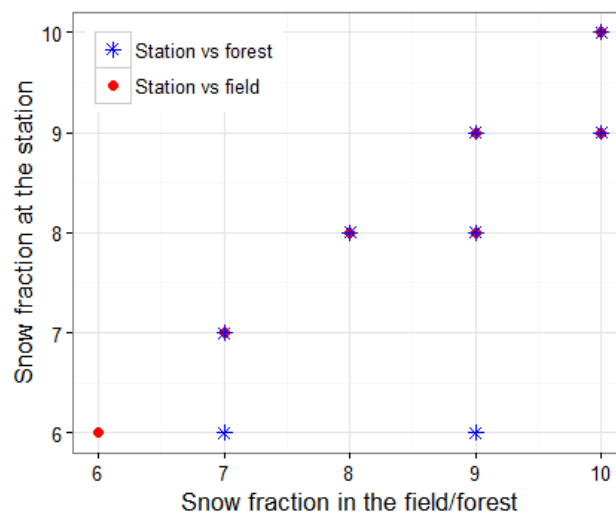 Station vs forest
Station vs field
10
9
8
7
6
Snow fraction at the station
6 7 8 9 10
Snow fraction in the field/forest